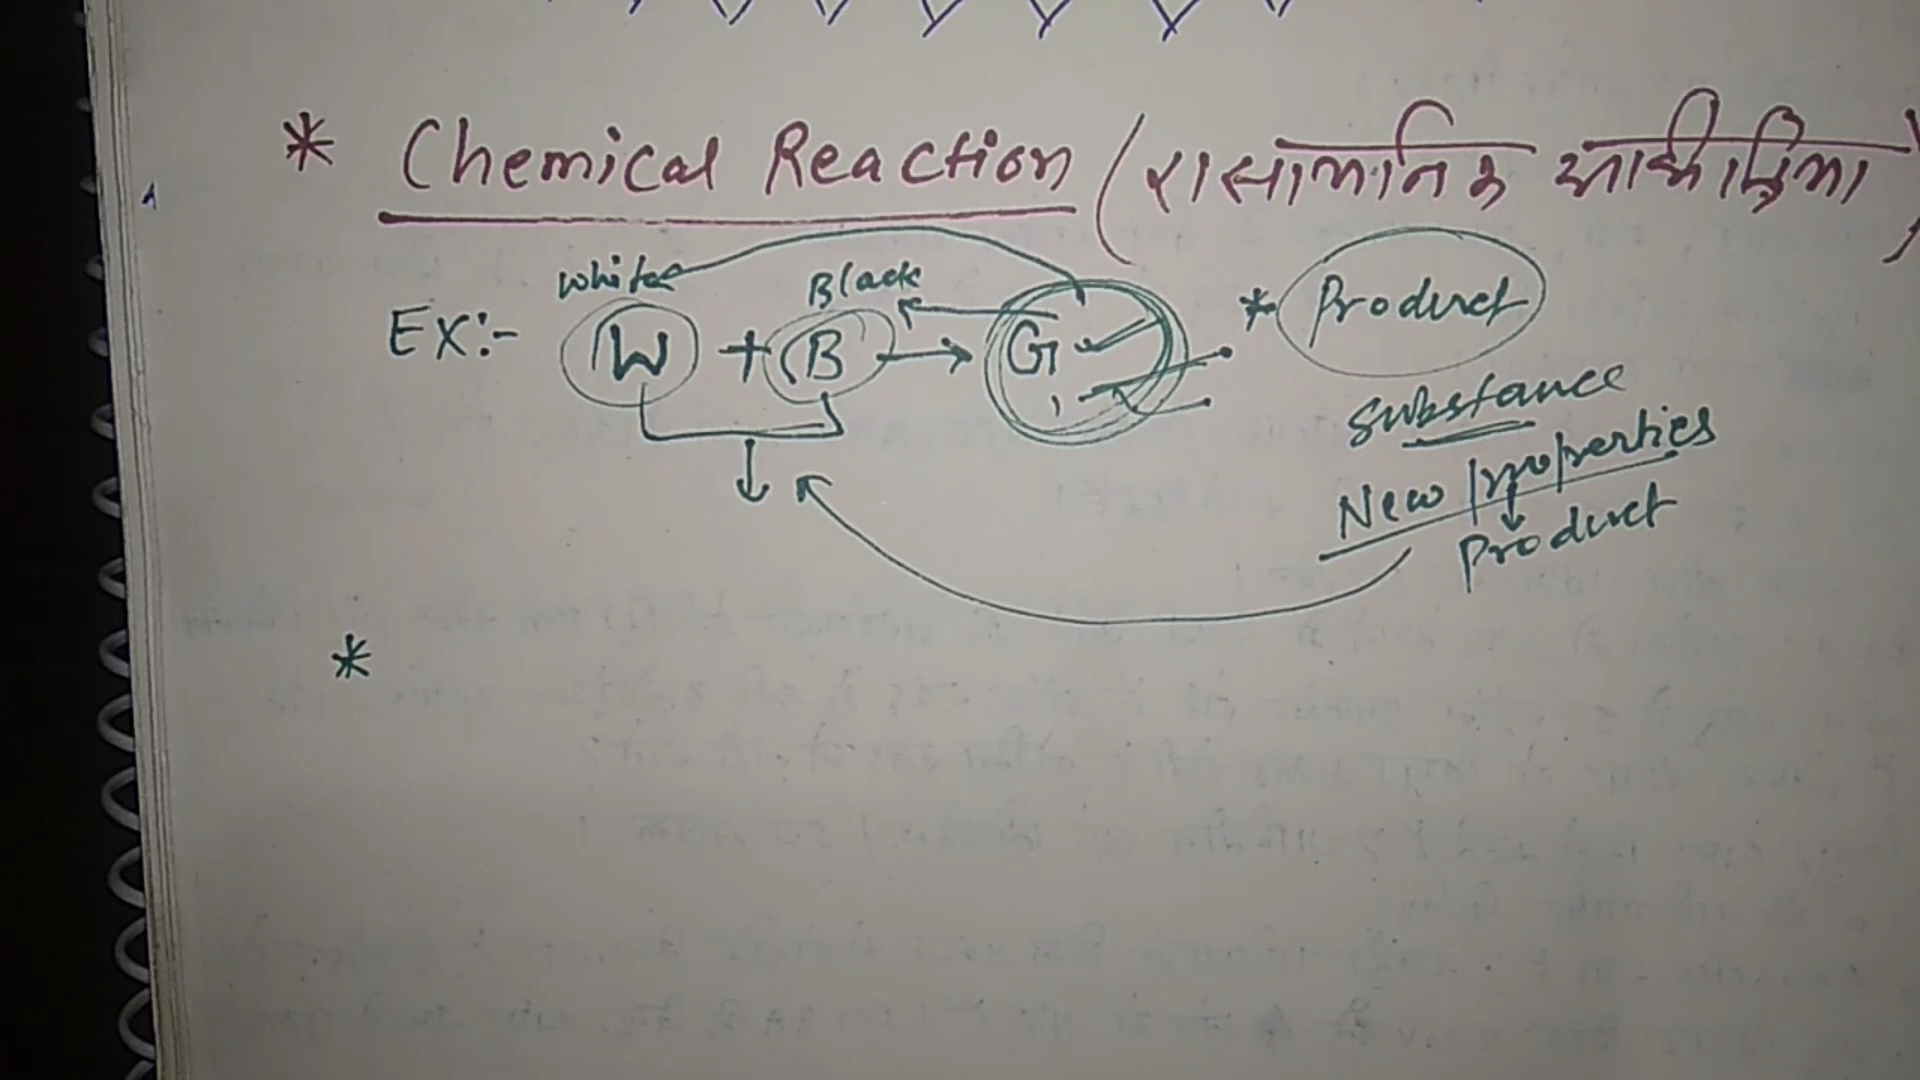 * Chemical Reaction (रासायनिक अभिक्रिया)
White Black
Ex:- W + B → G * Product
Substance
New properties
Product
*